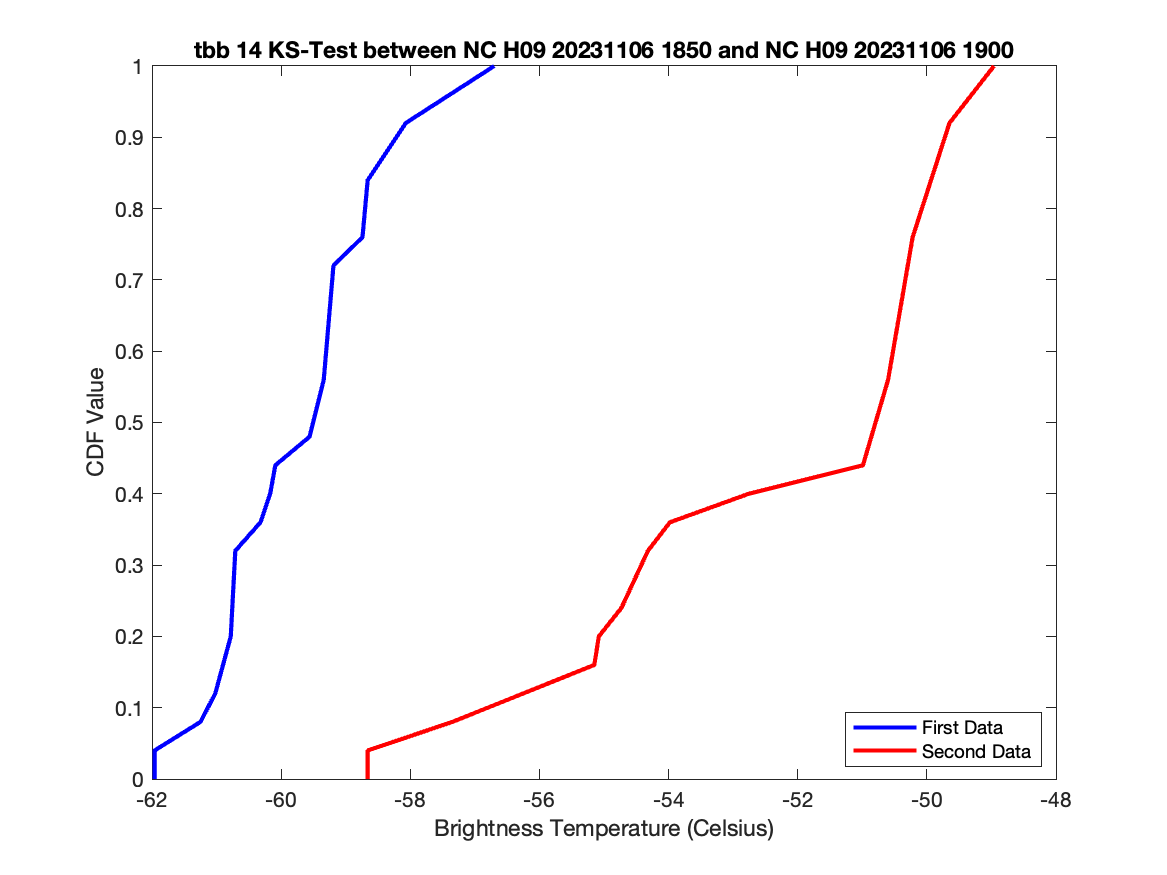 tbb 14 KS-Test between NC H09 20231106 1850 and NC H09 20231106 1900
1
0.9
0.8
0.7
0.6
0.5
0.4
0.3
0.2
0.1
0
CDF Value
First Data
Second Data
-62 -60 -58 -56 -54 -52 -50 -48
Brightness Temperature (Celsius)